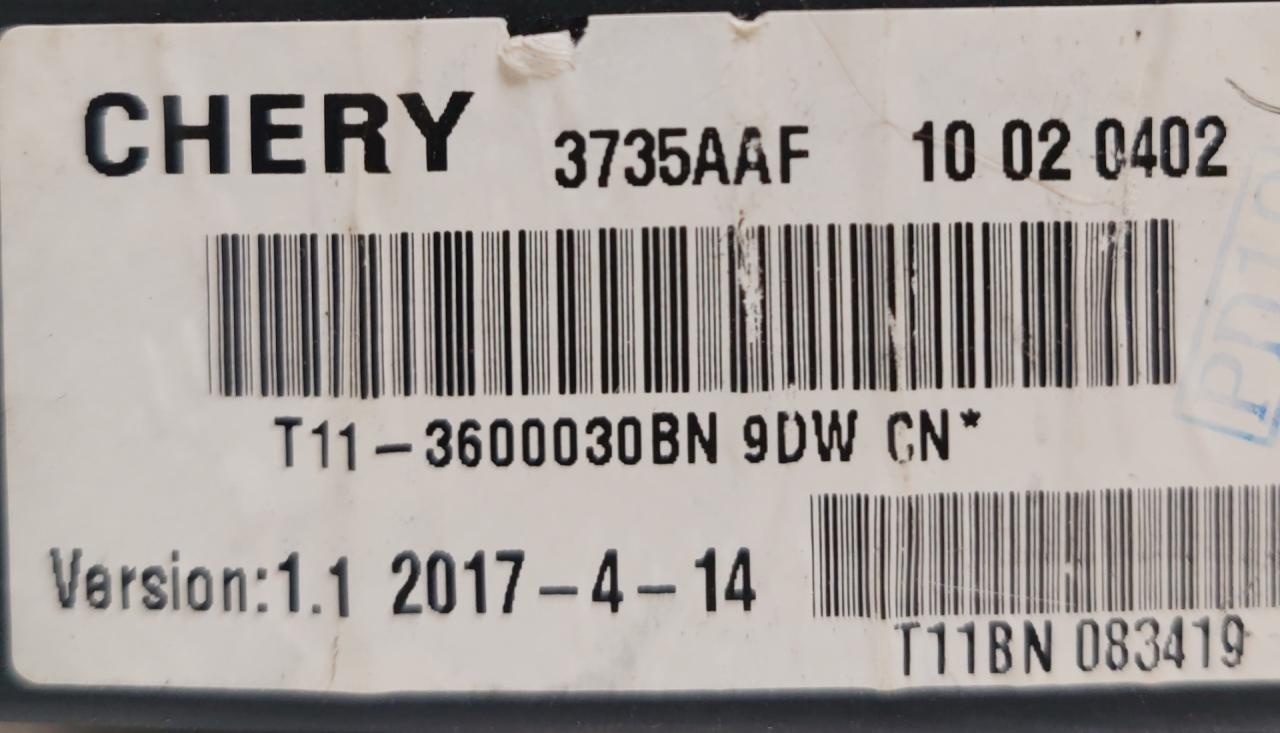 CHERY 3735AAF 10 02 0402
T11-3600030BN 9DW CN*
Version:1.1 2017-4-14
T11BN 083419